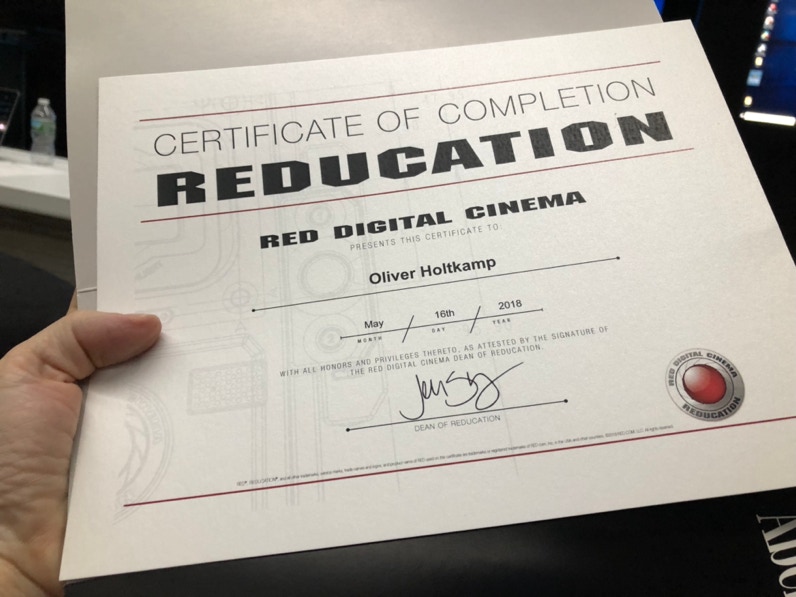 CERTIFICATE OF COMPLETION
REDUCATION
RED DIGITAL CINEMA
PRESENTS THIS CERTIFICATE TO:
Oliver Holtkamp
May / 16th / 2018
MONTH DAY YEAR
WITH ALL HONORS AND PRIVILEGES THERETO, AS ATTESTED BY THE SIGNATURE OF
THE RED DIGITAL CINEMA DEAN OF REDUCATION.
DEAN OF REDUCATION
RED DIGITAL CINEMA
REDUCATION